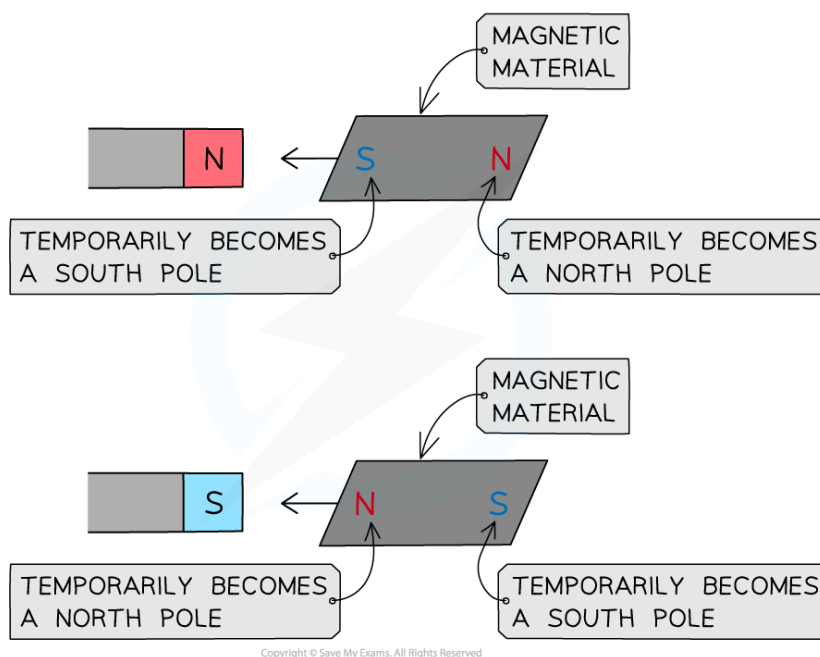 MAGNETIC
MATERIAL
N
S
N
TEMPORARILY BECOMES
A SOUTH POLE
TEMPORARILY BECOMES
A NORTH POLE
MAGNETIC
MATERIAL
S
N
S
TEMPORARILY BECOMES
A NORTH POLE
TEMPORARILY BECOMES
A SOUTH POLE
Copyright © Save My Exams. All Rights Reserved